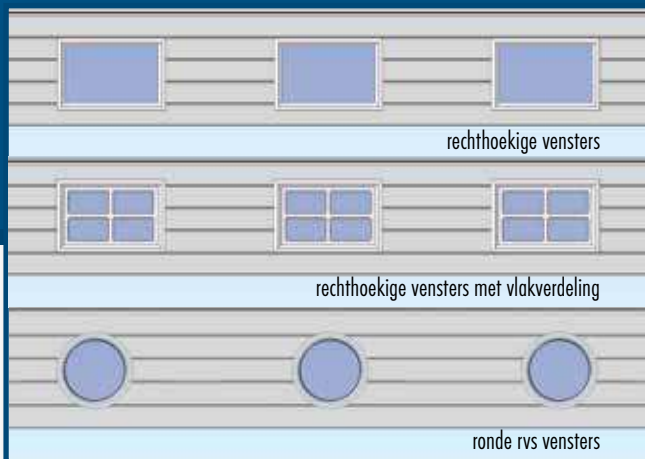 rechthoekige vensters
rechthoekige vensters met vlakverdeling
ronde rvs vensters